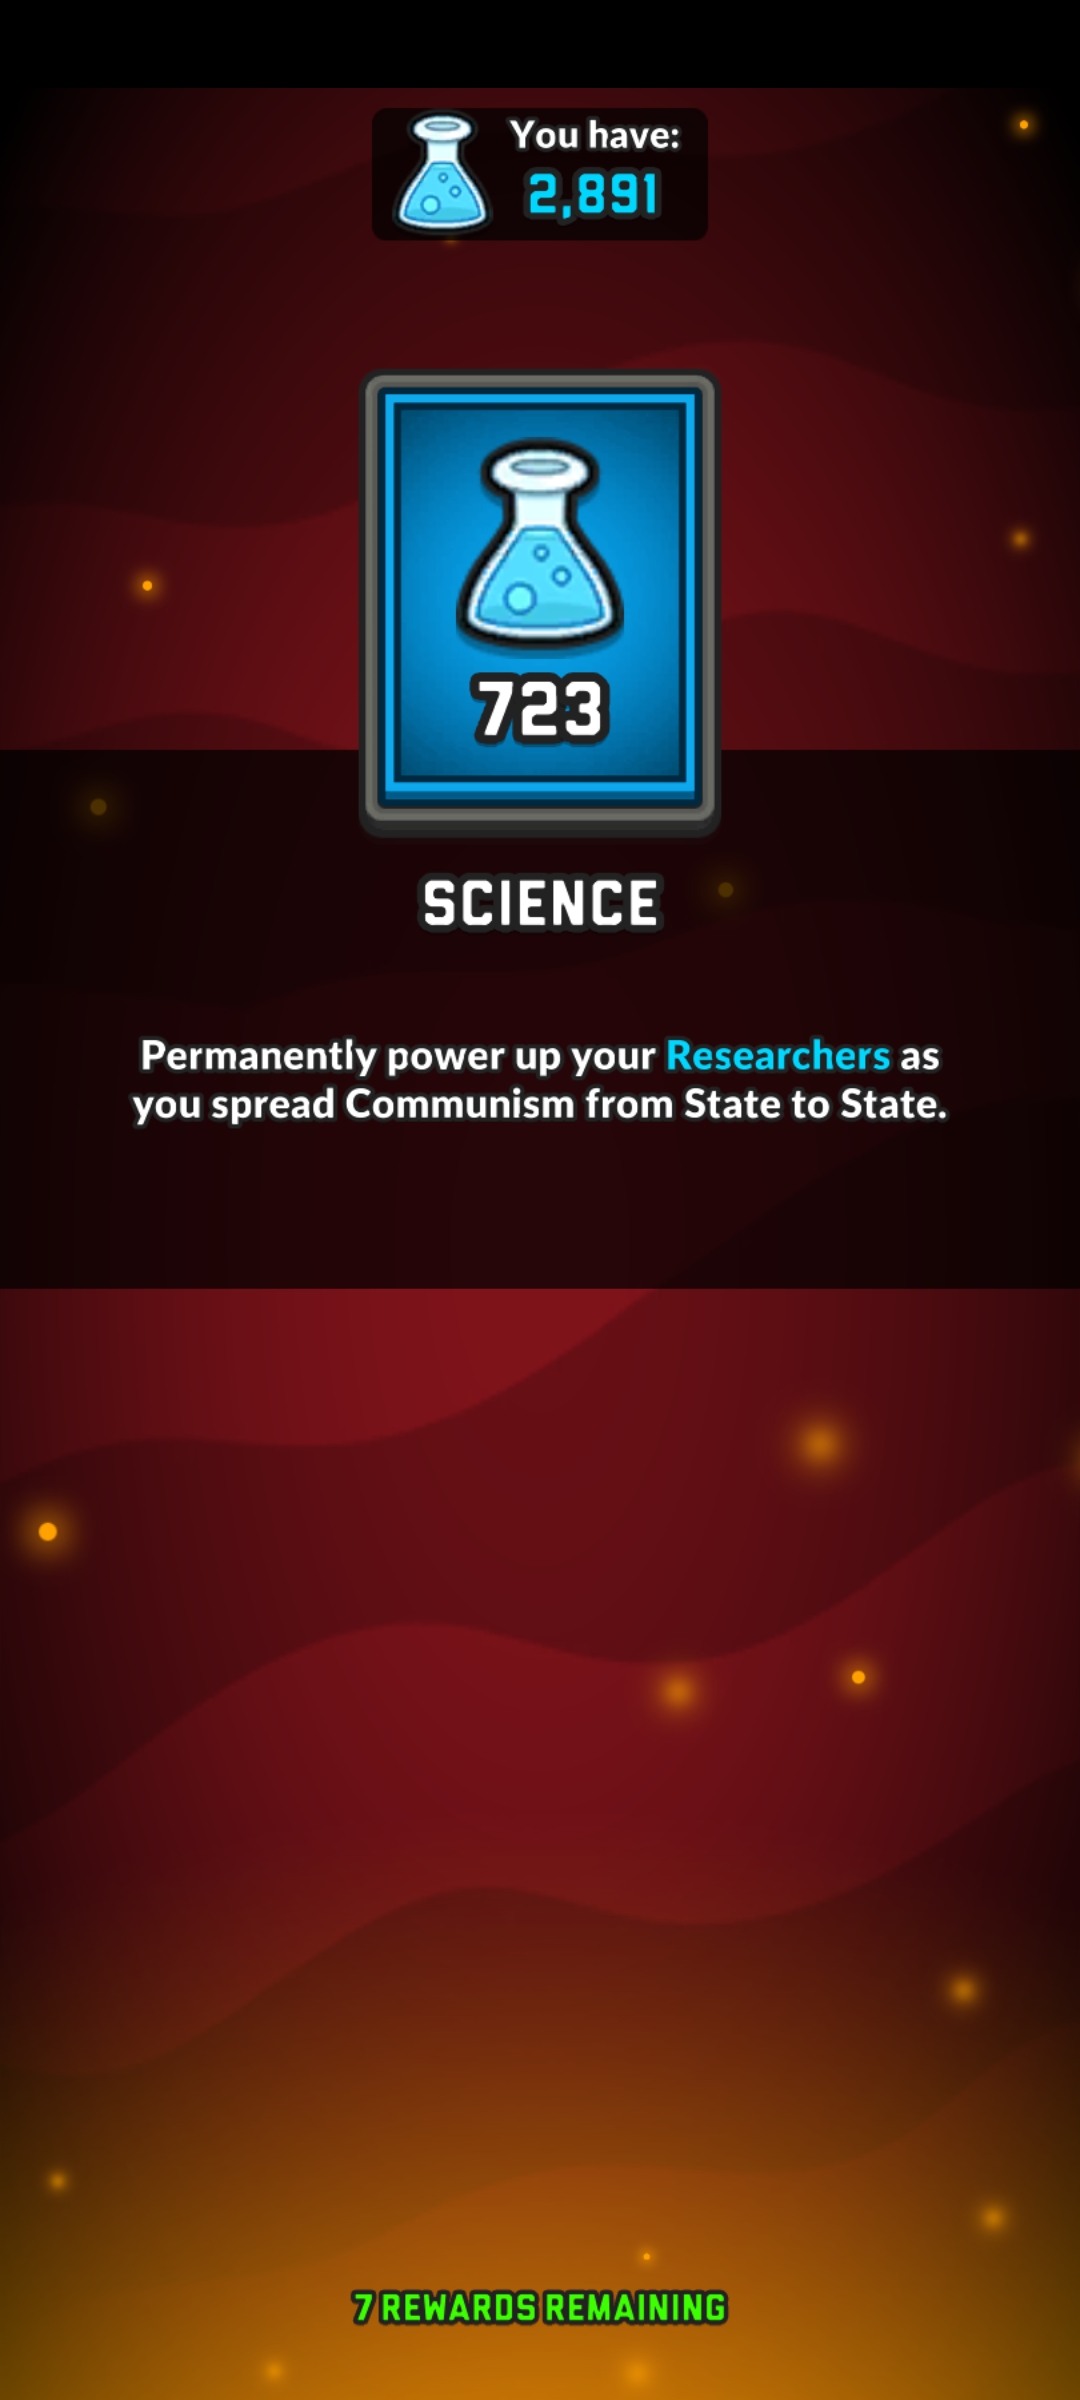 You have:
2,891
723
SCIENCE
Permanently power up your Researchers as
you spread Communism from State to State.
7 REWARDS REMAINING